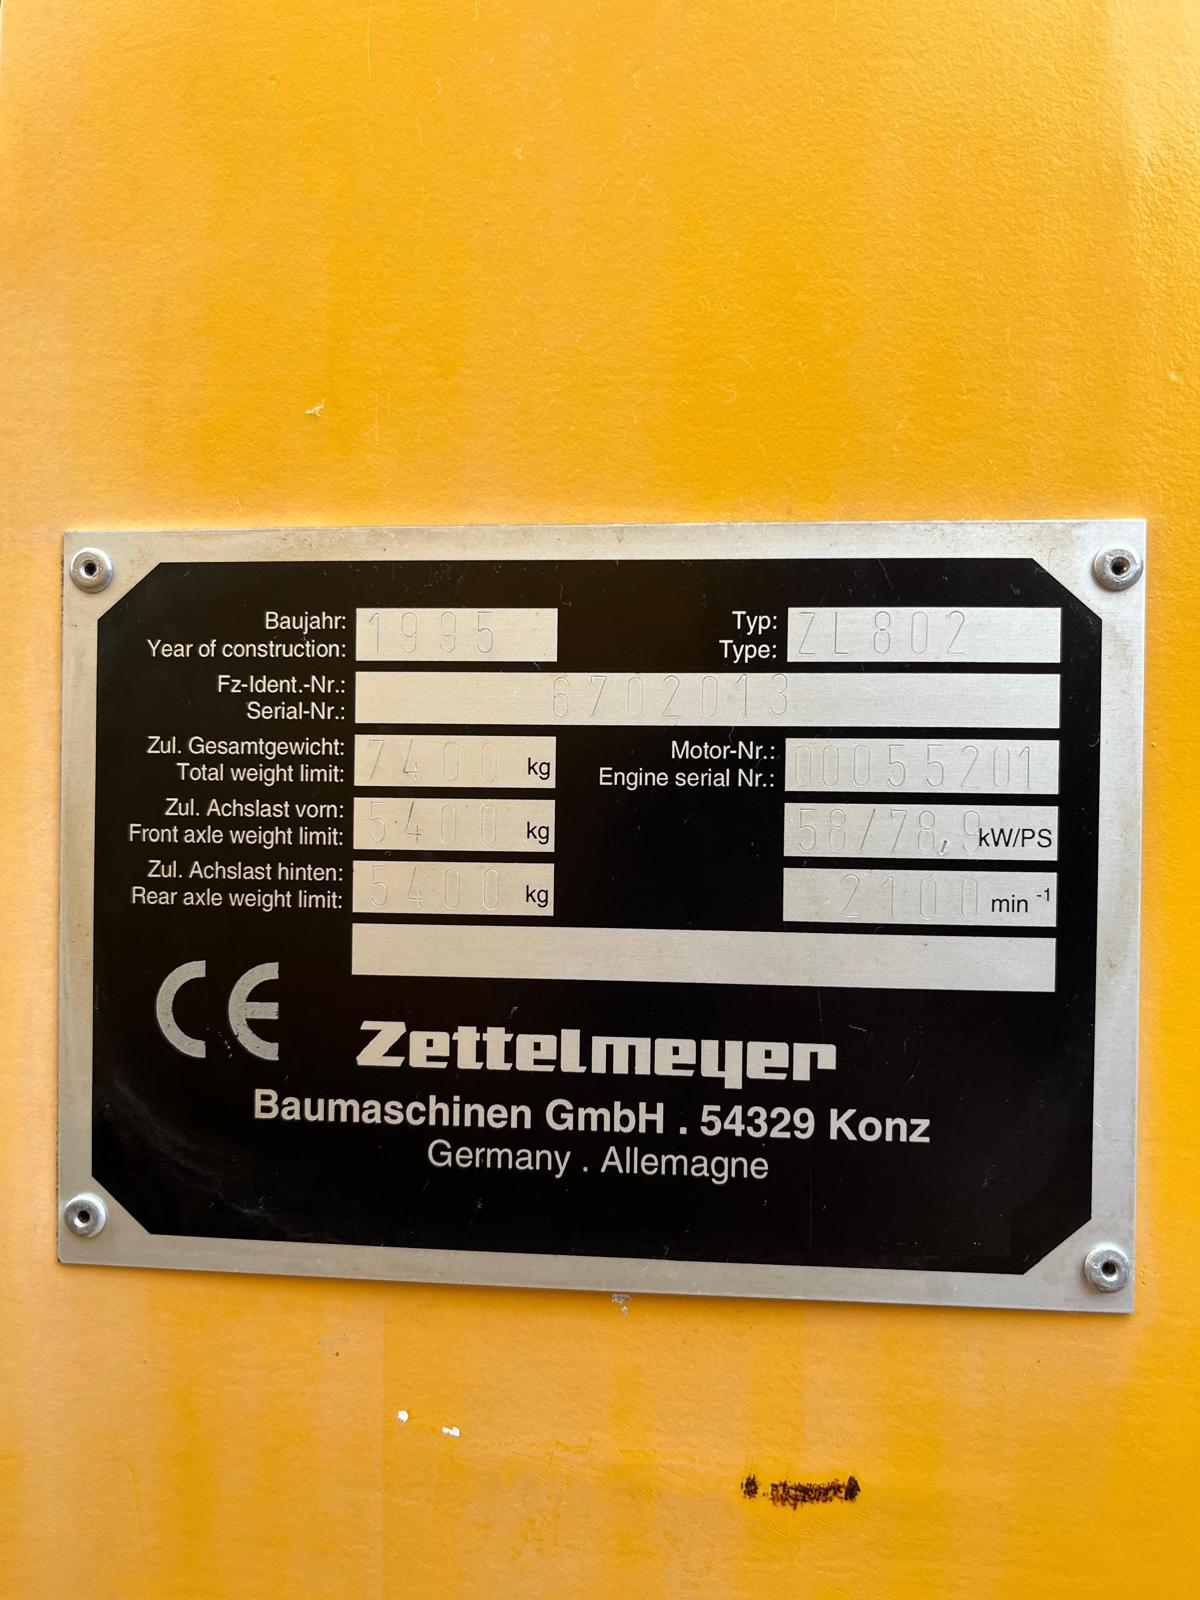 Baujahr: 1995 Typ: ZL802
Year of construction: Type:
Fz-Ident.-Nr.: 6702013
Serial-Nr.:
Zul. Gesamtgewicht: 7400 kg Motor-Nr.: 00055201
Total weight limit: Engine serial Nr.:
Zul. Achslast vorn: 5400 kg 58/78,9 kW/PS
Front axle weight limit:
Zul. Achslast hinten: 5400 kg 2100 min -1
Rear axle weight limit:
CE
Zettelmeyer
Baumaschinen GmbH . 54329 Konz
Germany . Allemagne